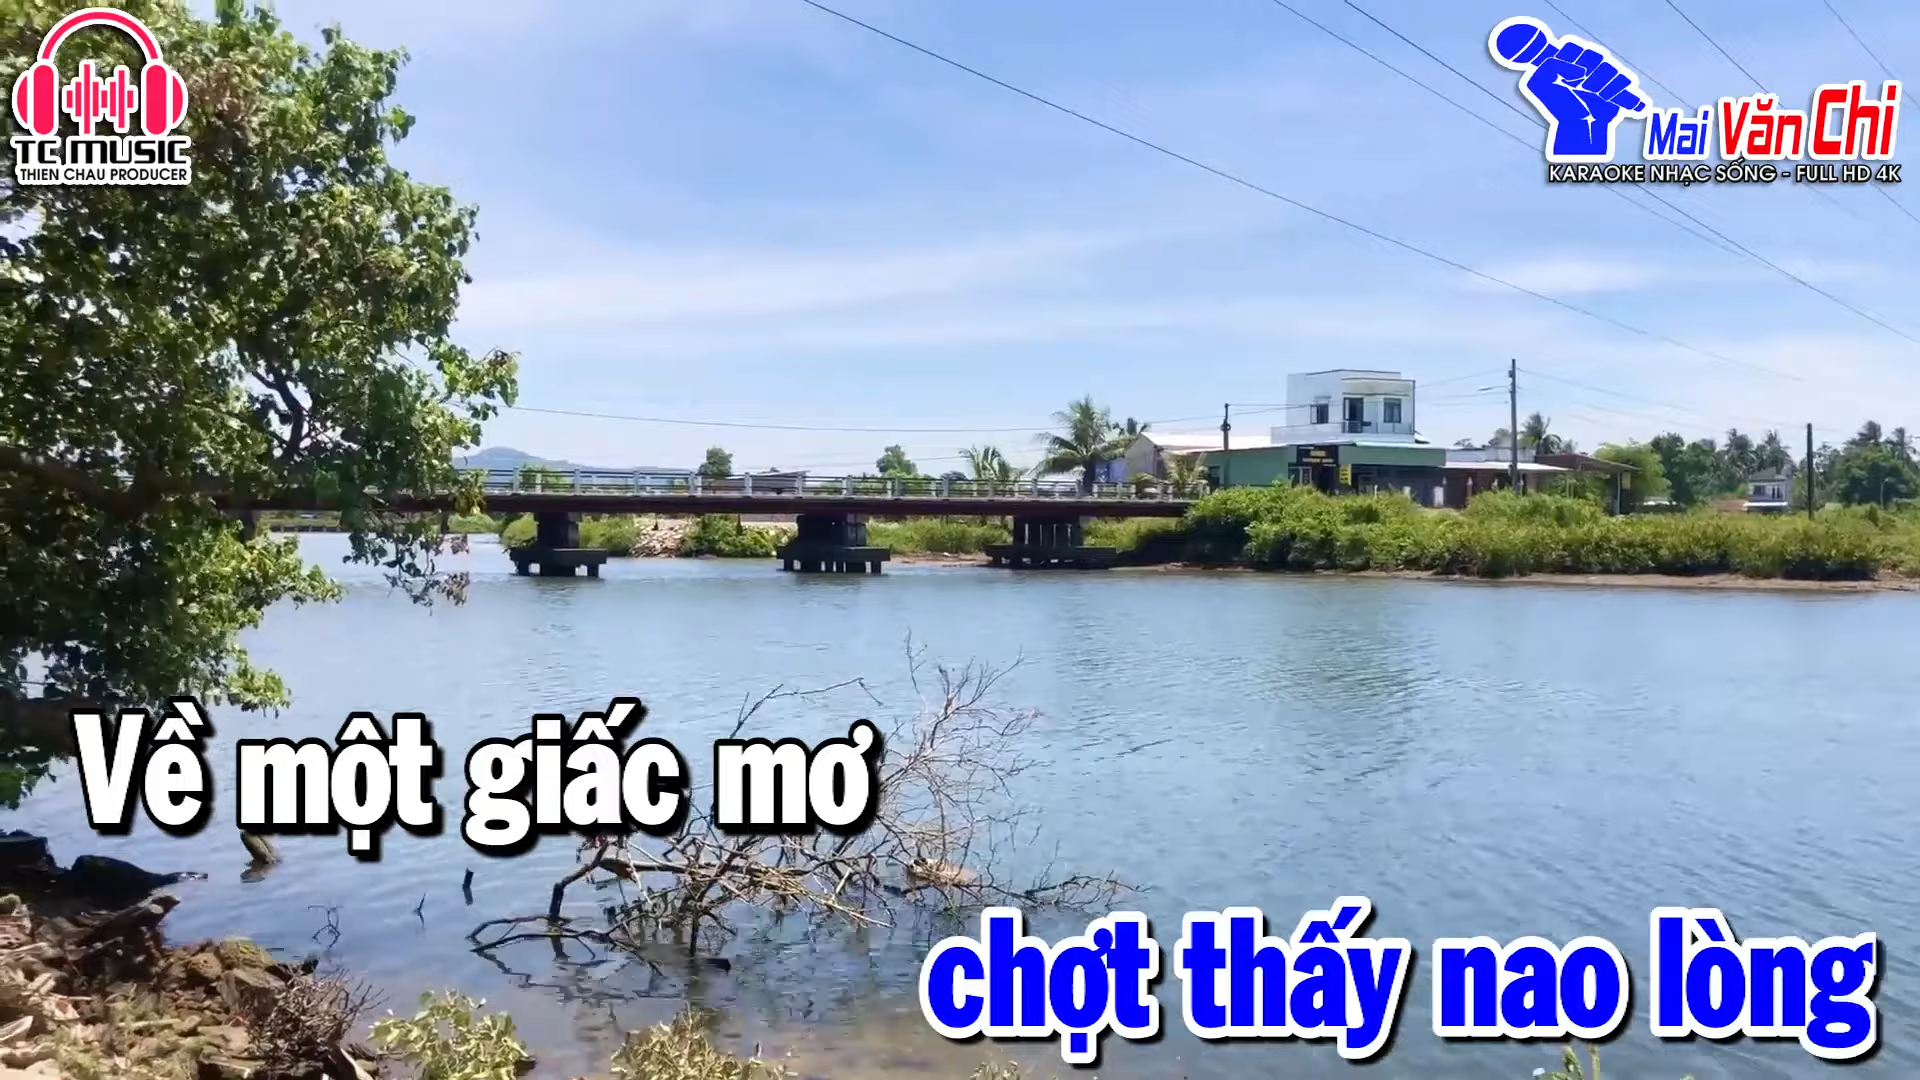 TC MUSIC
THIEN CHAU PRODUCER
Mai Văn Chi
KARAOKE NHẠC SỐNG - FULL HD 4K
Về một giấc mơ
chợt thấy nao lòng